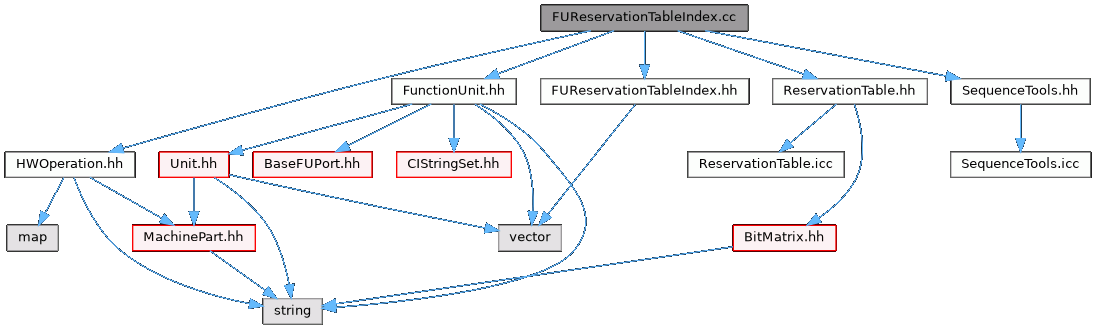 FUReservationTableIndex.cc
FunctionUnit.hh
FUReservationTableIndex.hh
ReservationTable.hh
SequenceTools.hh
HWOperation.hh
Unit.hh
BaseFUPort.hh
CIStringSet.hh
ReservationTable.icc
SequenceTools.icc
map
MachinePart.hh
vector
BitMatrix.hh
string